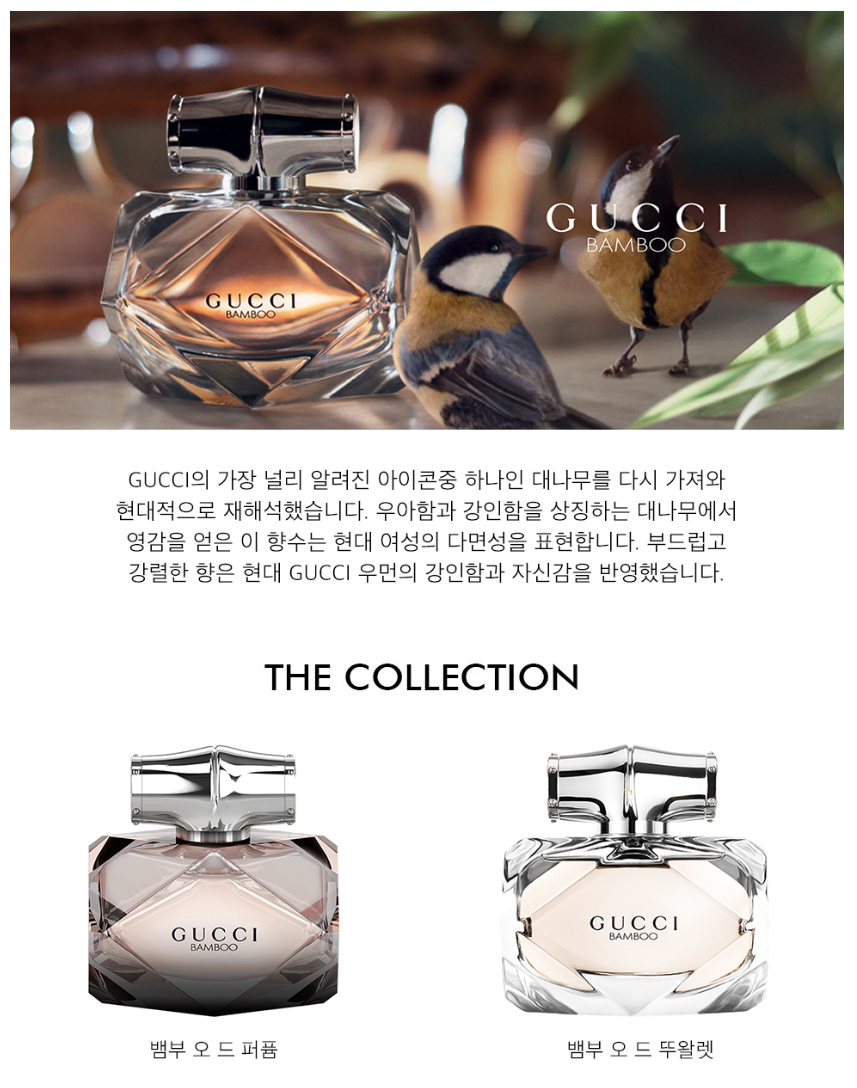 GUCCI
BAMBOO
GUCCI
BAMBOO
GUCCI의 가장 널리 알려진 아이콘중 하나인 대나무를 다시 가져와
현대적으로 재해석했습니다. 우아함과 강인함을 상징하는 대나무에서
영감을 얻은 이 향수는 현대 여성의 다면성을 표현합니다. 부드럽고
강렬한 향은 현대 GUCCI 우먼의 강인함과 자신감을 반영했습니다.
THE COLLECTION
GUCCI
BAMBOO
GUCCI
BAMBOO
뱀부 오 드 퍼퓸
뱀부 오 드 뚜왈렛